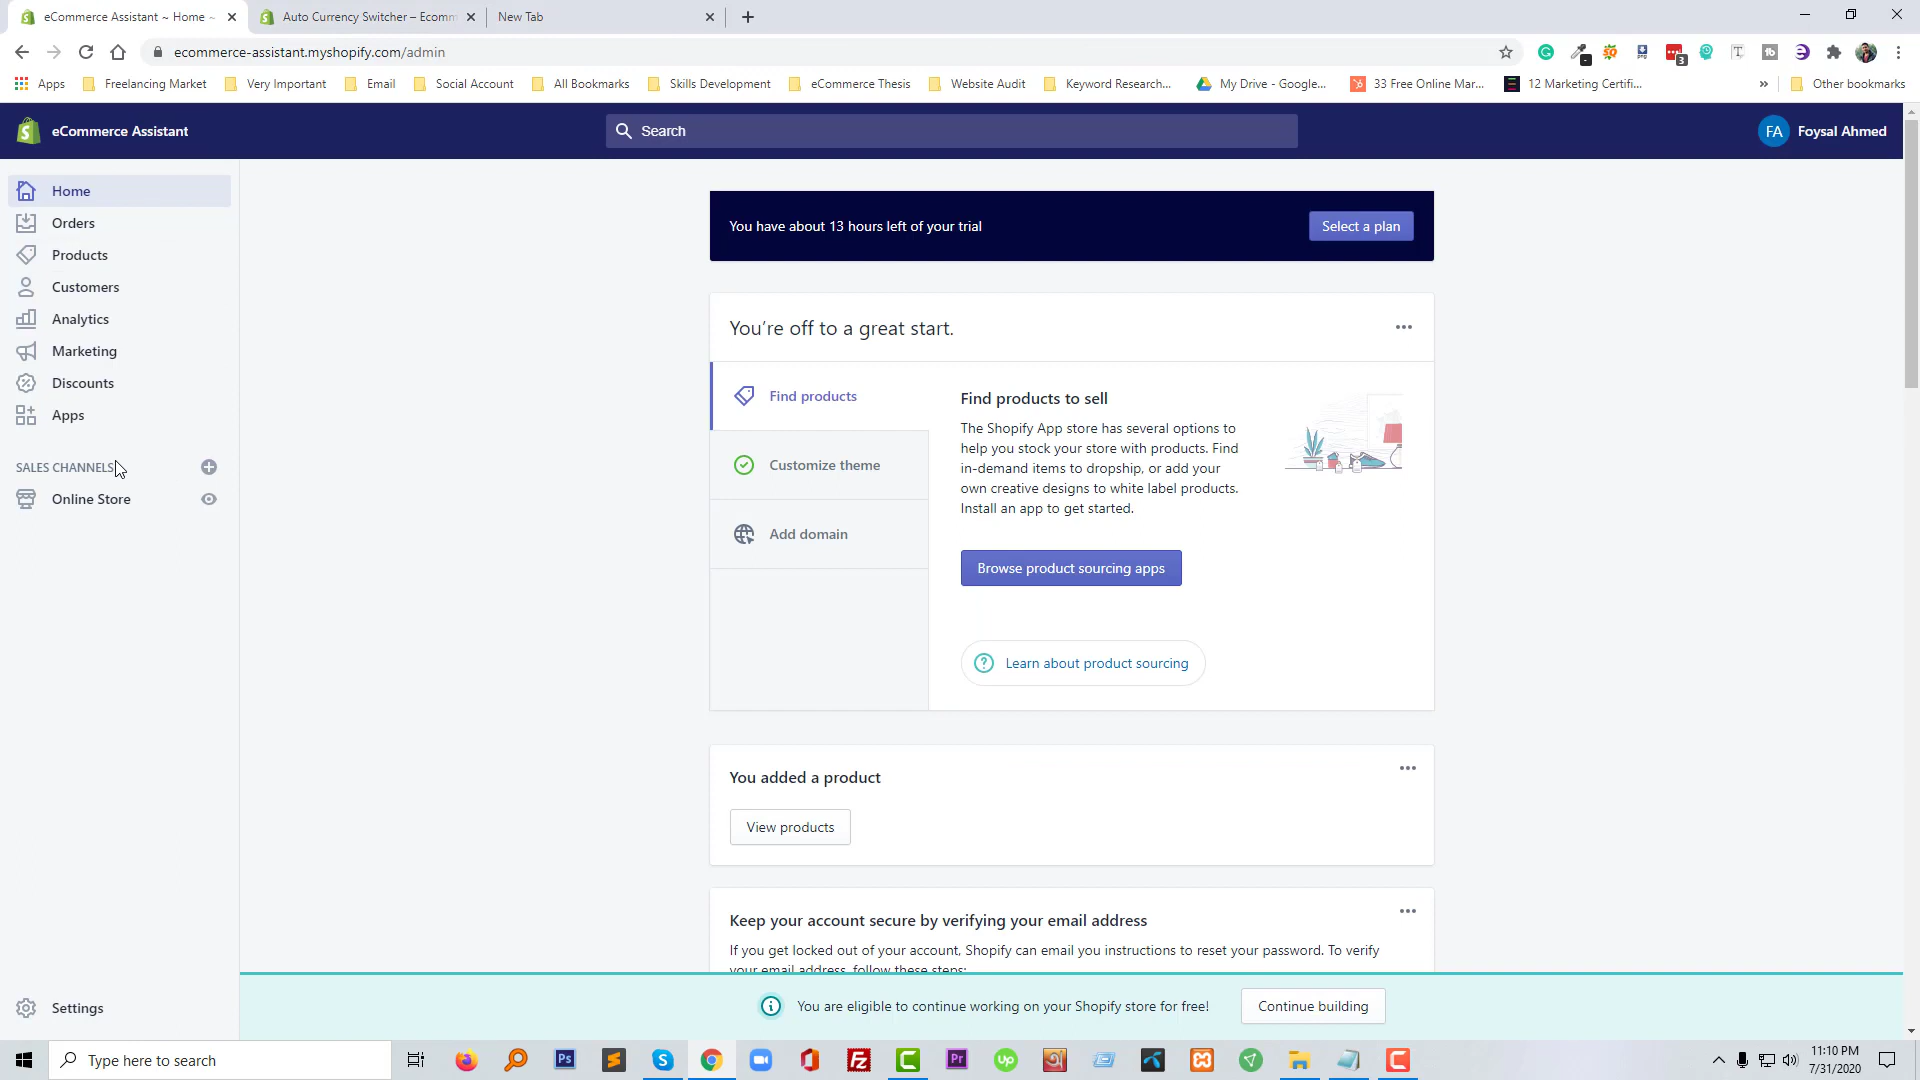 eCommerce Assistant ~ Home ~
Auto Currency Switcher – Ecomm
New Tab
ecommerce-assistant.myshopify.com/admin
Apps
Freelancing Market
Very Important
Email
Social Account
All Bookmarks
Skills Development
eCommerce Thesis
Website Audit
Keyword Research...
My Drive - Google...
33 Free Online Mar...
12 Marketing Certifi...
»
Other bookmarks
eCommerce Assistant
Search
FA
Foysal Ahmed
Home
Orders
Products
Customers
Analytics
Marketing
Discounts
Apps
SALES CHANNELS
Online Store
Settings
You have about 13 hours left of your trial
Select a plan
You're off to a great start.
Find products
Customize theme
Add domain
Find products to sell
The Shopify App store has several options to
help you stock your store with products. Find
in-demand items to dropship, or add your
own creative designs to white label products.
Install an app to get started.
Browse product sourcing apps
Learn about product sourcing
You added a product
View products
Keep your account secure by verifying your email address
If you get locked out of your account, Shopify can email you instructions to reset your password. To verify
your email address, follow these steps:
You are eligible to continue working on your Shopify store for free!
Continue building
Type here to search
11:10 PM
7/31/2020